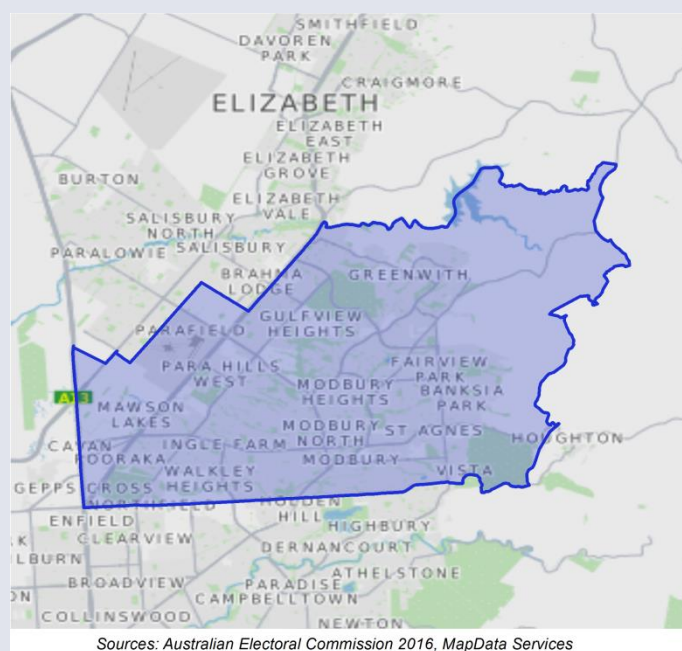 SMITHFIELD
DAVOREN
PARK
CRAIGMORE
ELIZABETH
ELIZABETH
EAST
ELIZABETH
GROVE
BURTON
ELIZABETH
VALE
SALISBURY
NORTH
SALISBURY
PARALOWIE
BRAHMA
LODGE
GREENWITH
GULFVIEW
HEIGHTS
PARAFIELD
PARA HILLS
WEST
FAIRVIEW
PARK
BANKSIA
PARK
MODBURY
HEIGHTS
MAWSON
LAKES
MODBURY
NORTH
ST AGNES
HOUGHTON
CAVAN
POORAKA
INGLE FARM
MODBURY
VISTA
WALKLEY
HEIGHTS
GEPPS CROSS
NORTHFIELD
ENFIELD
HOLDEN
HILL
HIGHBURY
CLEARVIEW
DERNANCOURT
ATHELSTONE
BROADVIEW
PARADISE
CAMPBELLTOWN
COLLINSWOOD
NEWTON
Sources: Australian Electoral Commission 2016, MapData Services